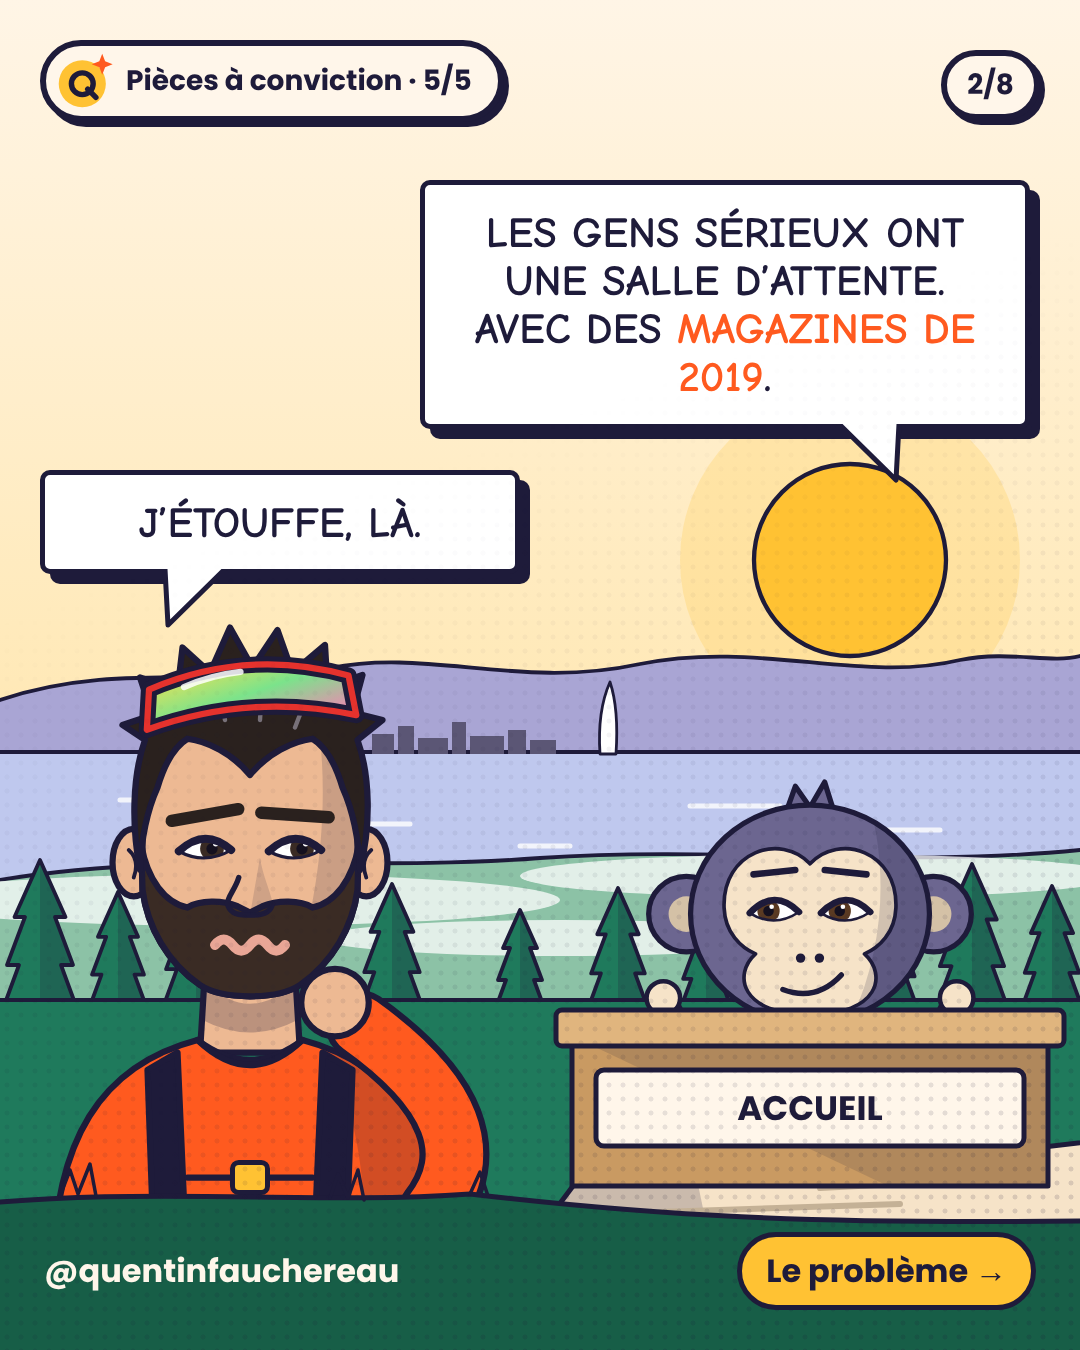 Q Pièces à conviction · 5/5
2/8
LES GENS SÉRIEUX ONT
UNE SALLE D'ATTENTE.
AVEC DES MAGAZINES DE
2019.
J'ÉTOUFFE, LÀ.
ACCUEIL
@quentinfauchereau
Le problème →